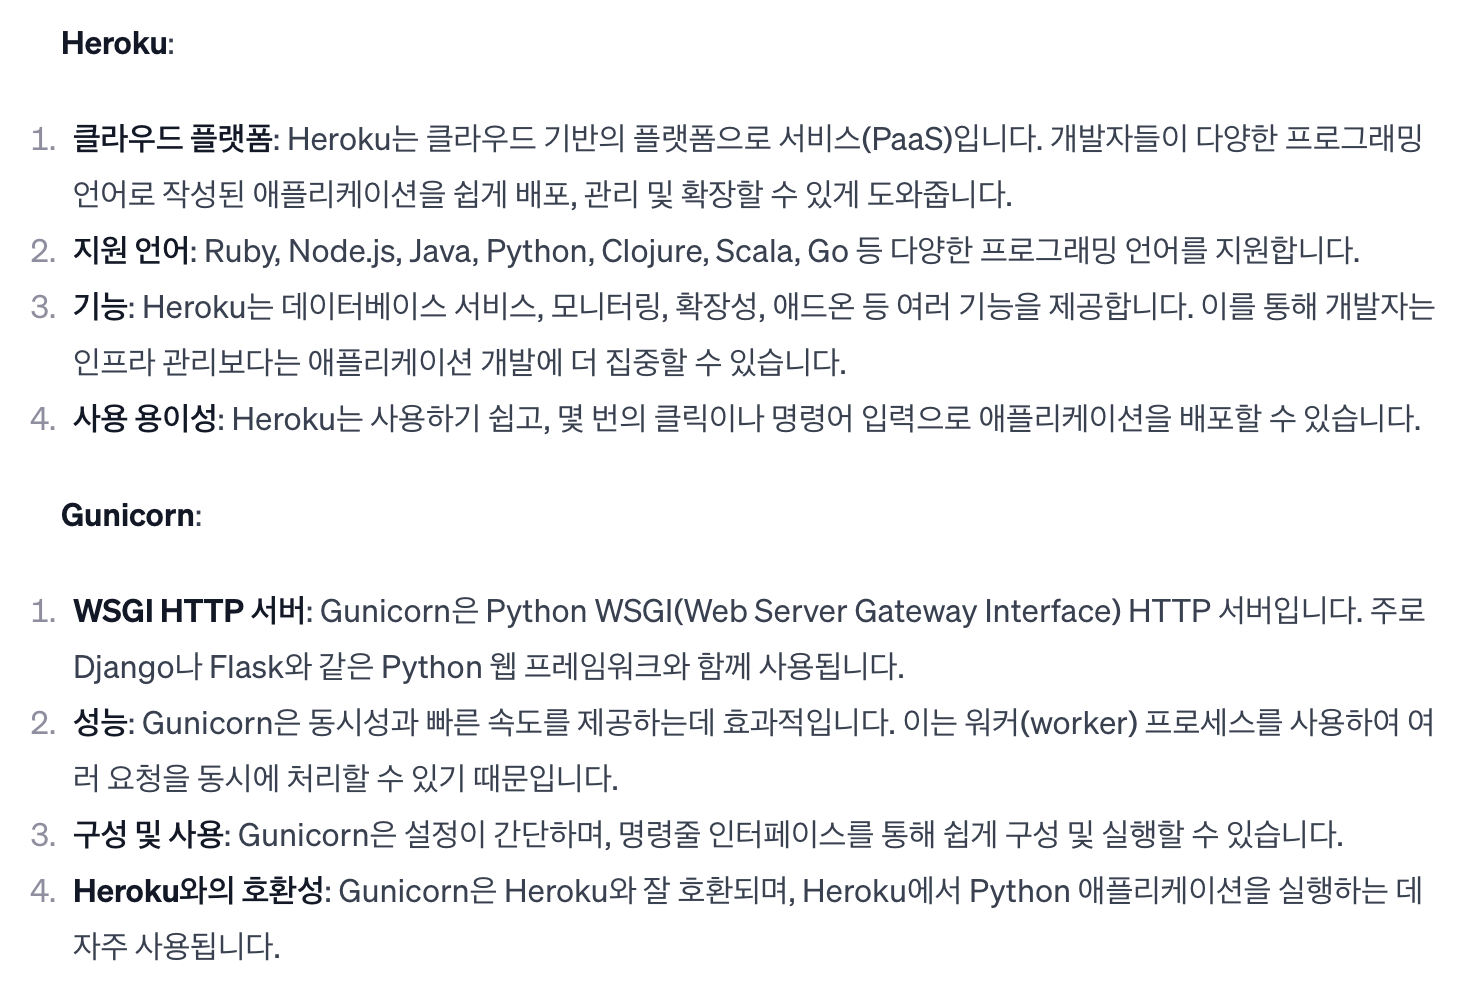 Heroku:
1. 클라우드 플랫폼: Heroku는 클라우드 기반의 플랫폼으로 서비스(PaaS)입니다. 개발자들이 다양한 프로그래밍
언어로 작성된 애플리케이션을 쉽게 배포, 관리 및 확장할 수 있게 도와줍니다.
2. 지원 언어: Ruby, Node.js, Java, Python, Clojure, Scala, Go 등 다양한 프로그래밍 언어를 지원합니다.
3. 기능: Heroku는 데이터베이스 서비스, 모니터링, 확장성, 애드온 등 여러 기능을 제공합니다. 이를 통해 개발자는
인프라 관리보다는 애플리케이션 개발에 더 집중할 수 있습니다.
4. 사용 용이성: Heroku는 사용하기 쉽고, 몇 번의 클릭이나 명령어 입력으로 애플리케이션을 배포할 수 있습니다.
Gunicorn:
1. WSGI HTTP 서버: Gunicorn은 Python WSGI(Web Server Gateway Interface) HTTP 서버입니다. 주로
Django나 Flask와 같은 Python 웹 프레임워크와 함께 사용됩니다.
2. 성능: Gunicorn은 동시성과 빠른 속도를 제공하는데 효과적입니다. 이는 워커(worker) 프로세스를 사용하여 여
러 요청을 동시에 처리할 수 있기 때문입니다.
3. 구성 및 사용: Gunicorn은 설정이 간단하며, 명령줄 인터페이스를 통해 쉽게 구성 및 실행할 수 있습니다.
4. Heroku와의 호환성: Gunicorn은 Heroku와 잘 호환되며, Heroku에서 Python 애플리케이션을 실행하는 데
자주 사용됩니다.